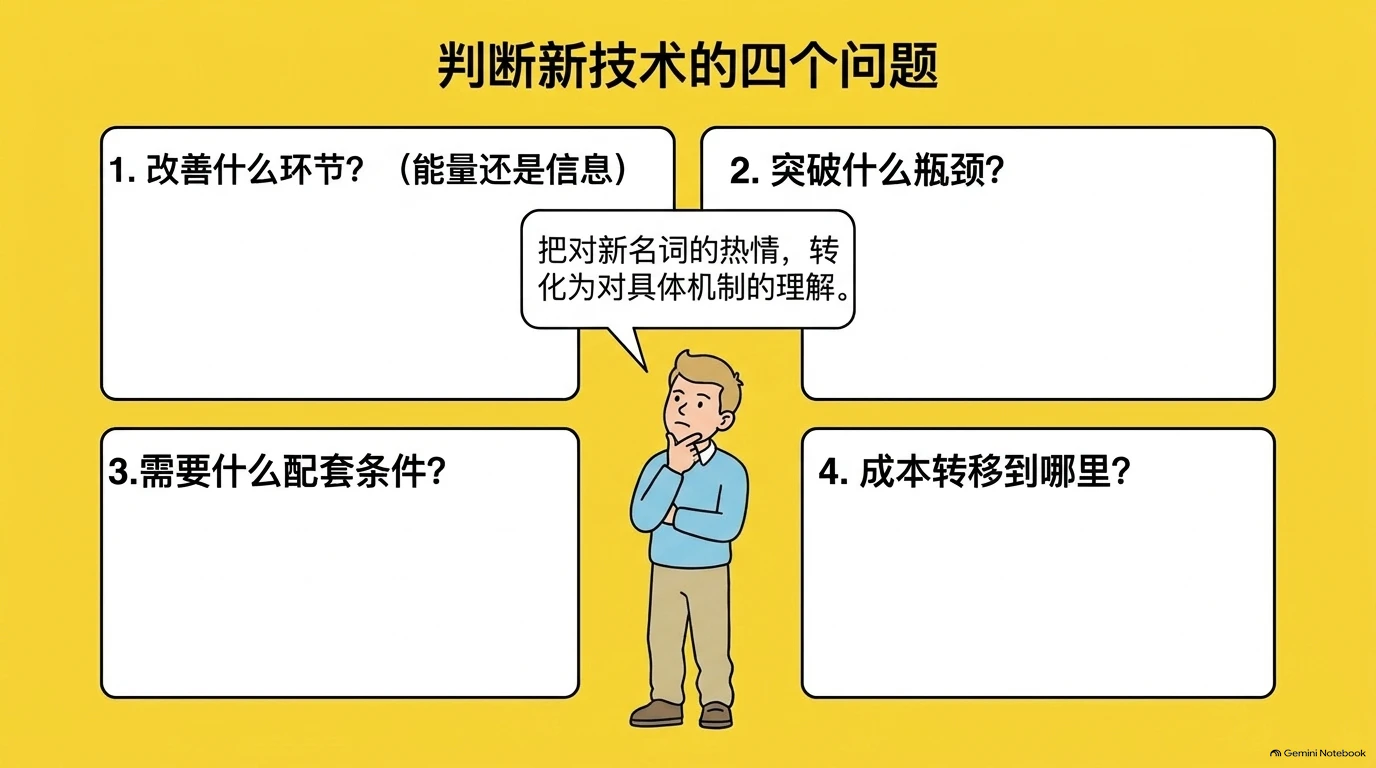 判断新技术的四个问题
1. 改善什么环节？（能量还是信息）
2. 突破什么瓶颈？
把对新名词的热情，转
化为对具体机制的理解。
3.需要什么配套条件？
4. 成本转移到哪里？
Gemini Notebook